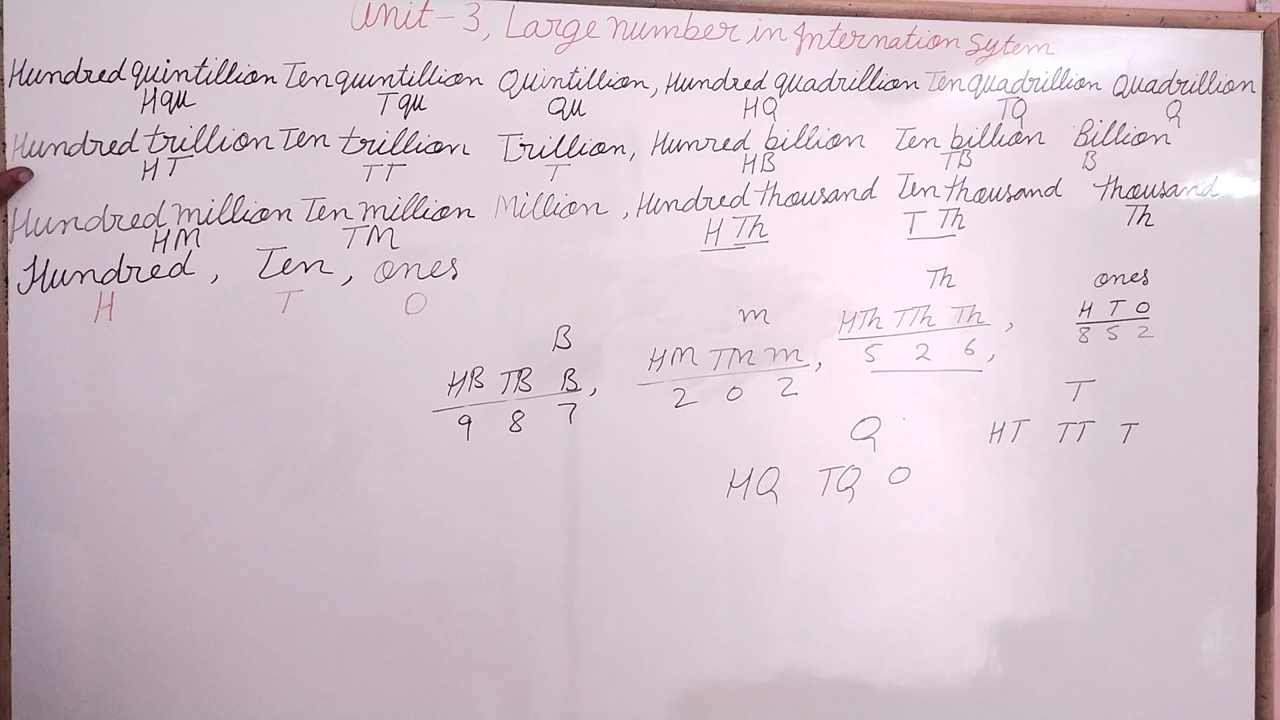 Unit-3, Large number in Internation Sytem
Hundred quintillion Ten quintillion Quintillion, Hundred quadrillion Ten quadrillion Quadrillion
Hqu Tqu Qu HQ TQ Q
Hundred trillion Ten trillion Trillion, Hunred billion Ten billion Billion
HT TT T HB TB B
Hundred million Ten million Million, Hundred thousand Ten thousand thousand
HM TM H Th T Th Th
Hundred, Ten, ones
H T O
Th ones
m HTh TTh Th, H T O
5 2 6, 8 5 2
B HM TM m,
2 0 2
HB TB B,
9 8 7
T
HT TT T
Q
HQ TQ O